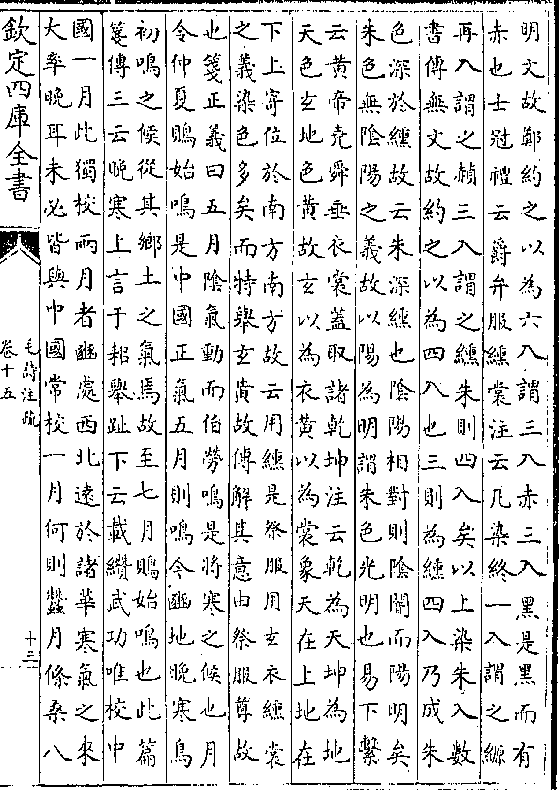 明文故鄭約之以為六入謂三入赤三入黑是黑而有
赤也士冠禮云爵弁服纁裳注云凡染絳一入謂之縓
再入謂之赬三入謂之纁朱則四入矣以上染朱入數
書傳無文故約之以為四入也三則為纁四入乃成朱
色深於纁故云朱深纁也陰陽相對則陰闇而陽明矣
朱色無陰陽之義故以陽為明謂朱色光明也易下繫
云黃帝堯舜垂衣裳蓋取諸乾坤注云乾為天坤為地
天色玄地色黃故玄以為衣黃以為裳象天在上地在
下上寄位於南方南方故云用纁是祭服用玄衣纁裳
之義染色多矣而特舉玄黃故傳解其意由祭服尊故
也箋正義曰五月陰氣動而伯勞鳴是將寒之候也月
令仲夏鵙始鳴是中國正氣五月則鳴今豳地晚寒鳥
初鳴之候從其鄉土之氣焉故至七月鵙始鳴也此篇
箋傳三云晚寒上言于耜舉趾下云載纘武功唯校中
國一月此獨校兩月者豳處西北遠於諸華寒氣之來
大率晚耳未必皆與中國常校一月何則蠶月條桑八
欽定四庫全書
毛詩注疏
卷十五
十三